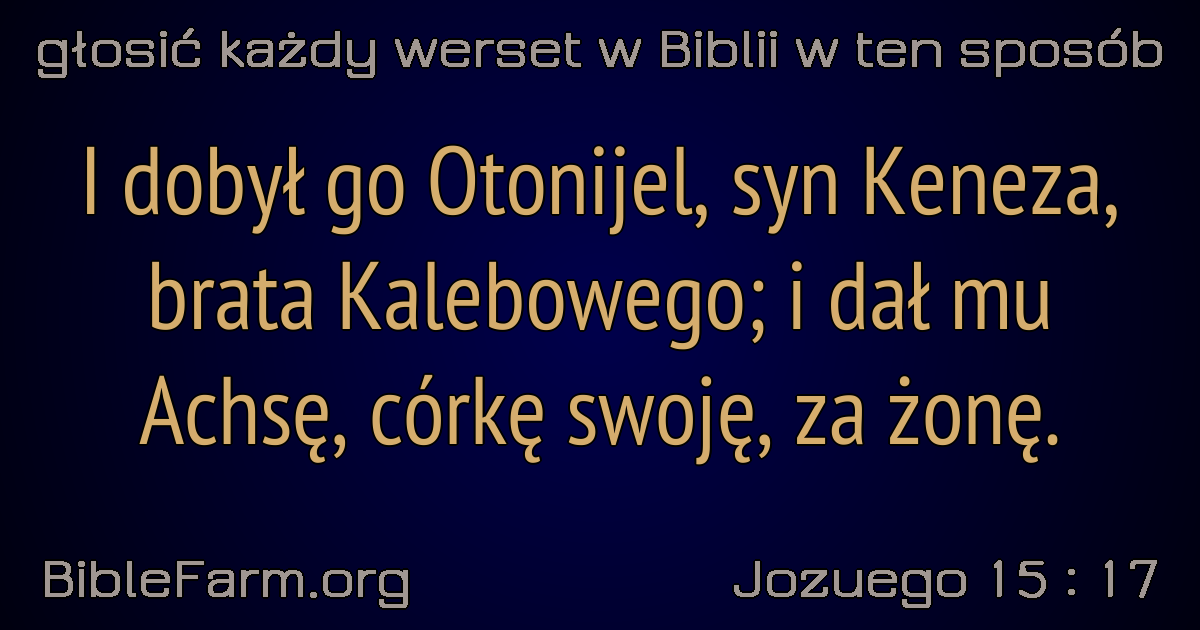 głosić każdy werset w Biblii w ten sposób
I dobył go Otonijel, syn Keneza,
brata Kalebowego; i dał mu
Achsę, córkę swoję, za żonę.
BibleFarm.org
Jozuego 15 : 17